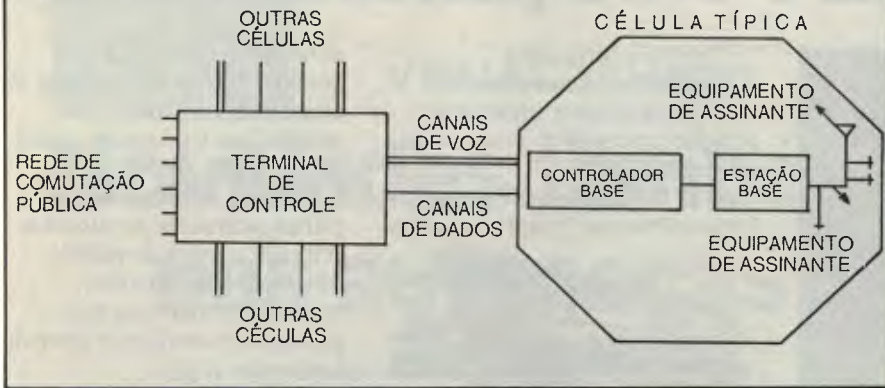 OUTRAS
CÉLULAS
CÉLULA TÍPICA
EQUIPAMENTO
DE ASSINANTE
CANAIS
DE VOZ
REDE DE
COMUTAÇÃO
PÚBLICA
TERMINAL
DE
CONTROLE
CONTROLADOR
BASE
ESTAÇÃO
BASE
CANAIS
DE DADOS
EQUIPAMENTO
DE ASSINANTE
OUTRAS
CÉCULAS